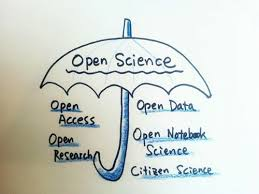 Open Science
Open
Access
Open
Research
Open Data
Open Notebook
Science
Citizen Science